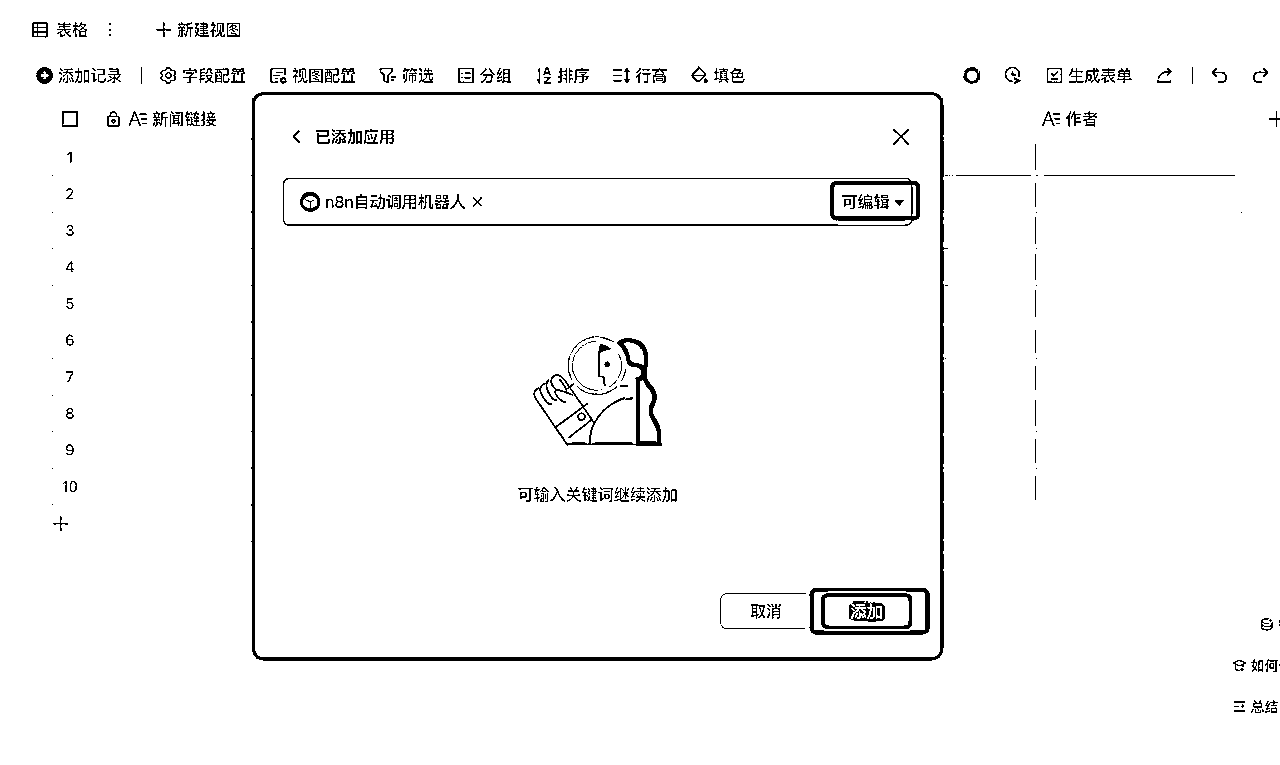 表格 新建视图
添加记录 字段配置 视图配置 筛选 分组 排序 行高 填色 生成表单
新闻链接 作者
已添加应用
n8n自动调用机器人 可编辑
1
2
3
4
5
6
7
8
9
10
可输入关键词继续添加
取消 添加
如何
总结